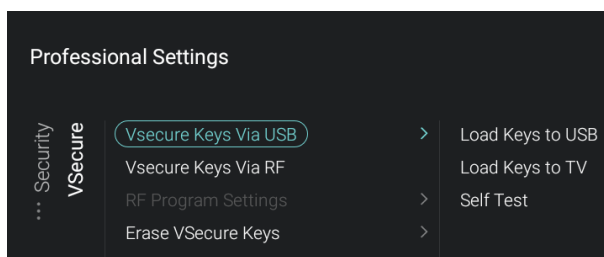 Professional Settings
••• Security
VSecure
Vsecure Keys Via USB >
Vsecure Keys Via RF
RF Program Settings >
Erase VSecure Keys >
Load Keys to USB
Load Keys to TV
Self Test